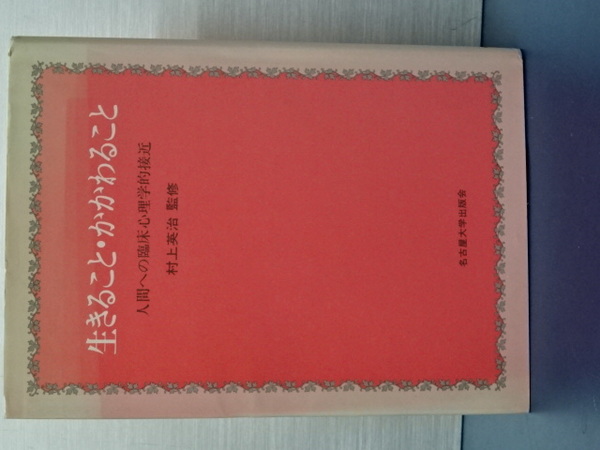 生きること・かかわること
人間への臨床心理学的接近
村上英治 監修
名古屋大学出版会